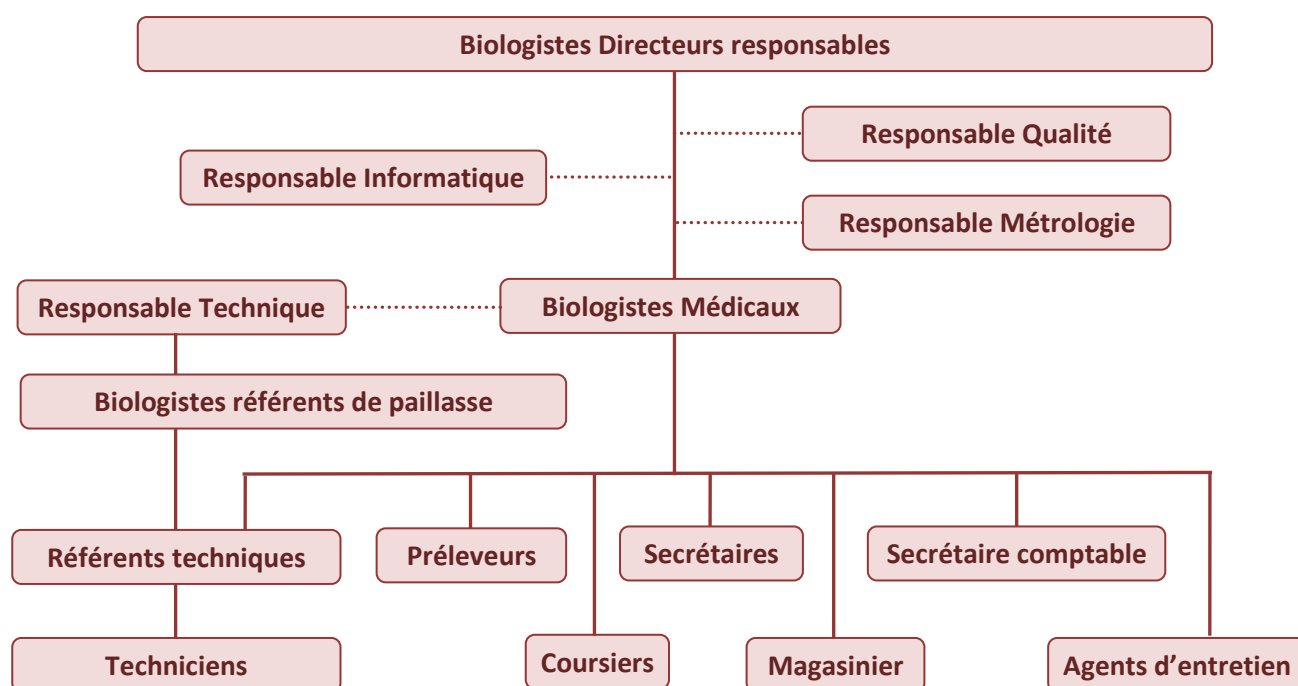 Biologistes Directeurs responsables
Responsable Qualité
Responsable Informatique
Responsable Métrologie
Responsable Technique
Biologistes Médicaux
Biologistes référents de paillasse
Référents techniques
Préleveurs
Secrétaires
Secrétaire comptable
Techniciens
Coursiers
Magasinier
Agents d’entretien